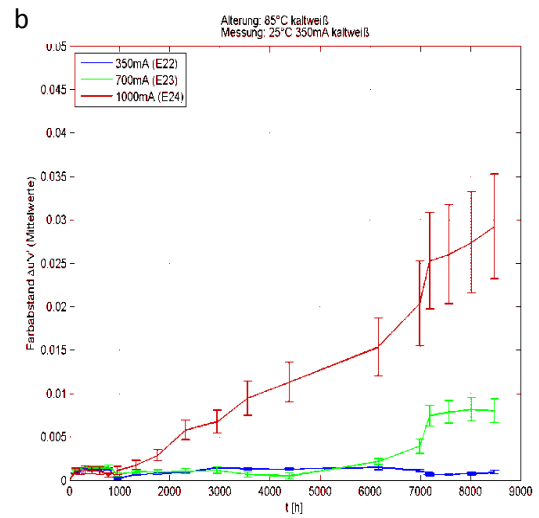 b
Alterung: 85°C kaltweiß
Messung: 25°C 350mA kaltweiß
350mA (E22)
700mA (E23)
1000mA (E24)
Farbabstand Δu'v' (Mittelwerte)
0.05
0.045
0.04
0.035
0.03
0.025
0.02
0.015
0.01
0.005
0
0 1000 2000 3000 4000 5000 6000 7000 8000 9000
t [h]